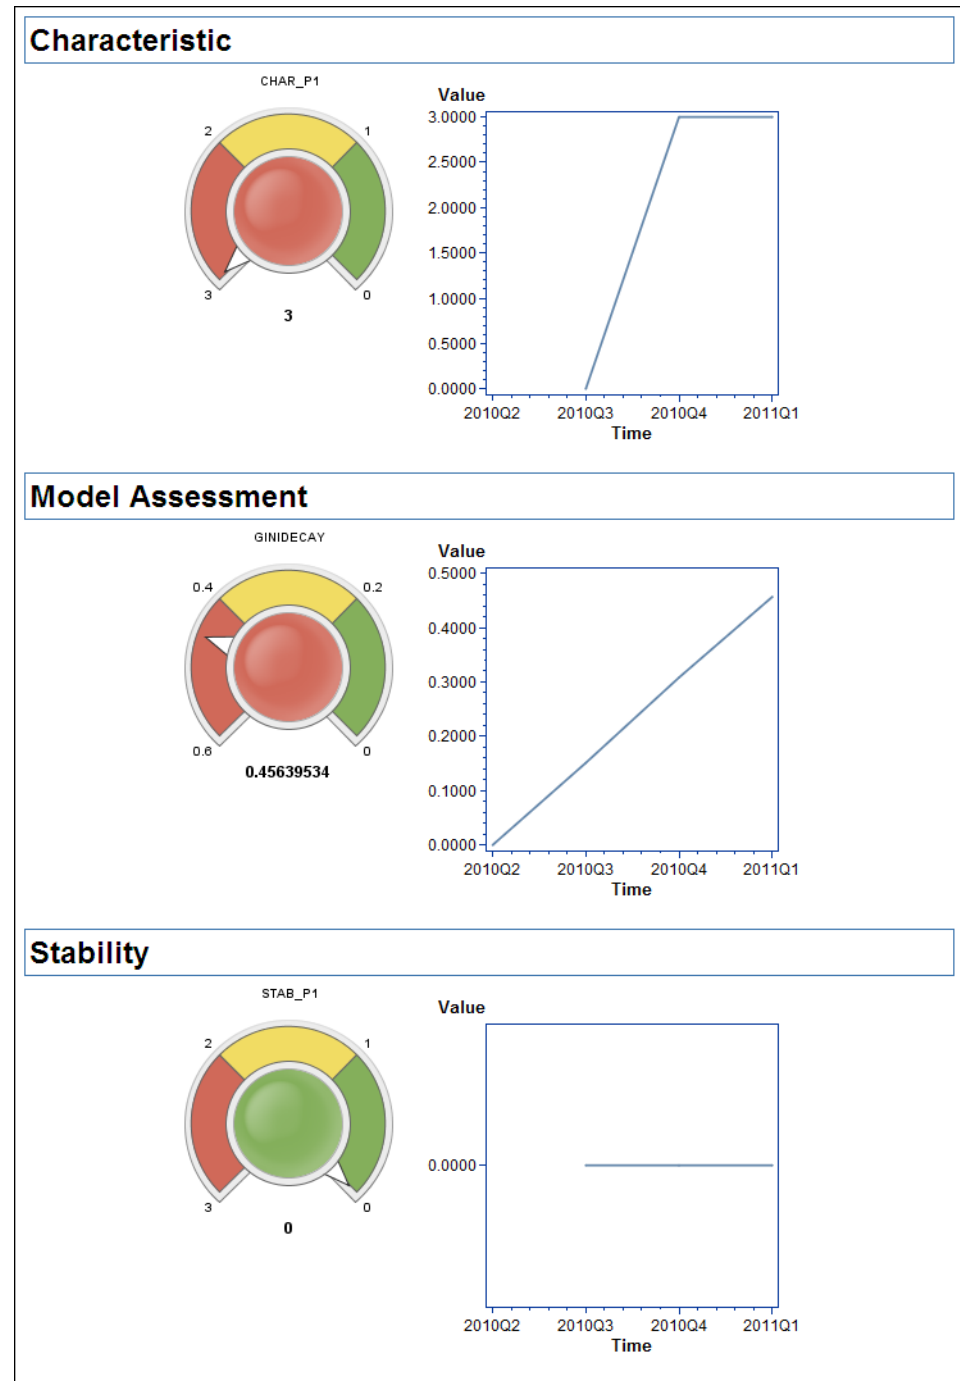 Characteristic
CHAR_P1
2
1
3
0
3
Value
3.0000
2.5000
2.0000
1.5000
1.0000
0.5000
0.0000
2010Q2 2010Q3 2010Q4 2011Q1
Time
Model Assessment
GINIDECAY
0.4
0.2
0.6
0
0.45639534
Value
0.5000
0.4000
0.3000
0.2000
0.1000
0.0000
2010Q2 2010Q3 2010Q4 2011Q1
Time
Stability
STAB_P1
2
1
3
0
0
Value
0.0000
2010Q2 2010Q3 2010Q4 2011Q1
Time